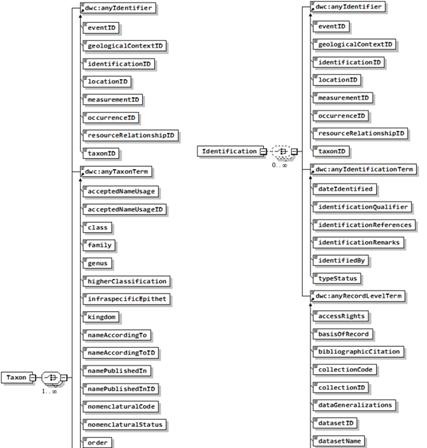 dwc:anyIdentifier
eventID
geologicalContextID
identificationID
locationID
measurementID
occurrenceID
resourceRelationshipID
taxonID
dwc:anyTaxonTerm
acceptedNameUsage
acceptedNameUsageID
class
family
genus
higherClassification
infraspecificEpithet
kingdom
nameAccordingTo
nameAccordingToID
namePublishedIn
Taxon
namePublishedInID
1..∞
nomenclaturalCode
nomenclaturalStatus
order
dwc:anyIdentifier
eventID
geologicalContextID
identificationID
locationID
measurementID
occurrenceID
resourceRelationshipID
Identification
taxonID
0..∞
dwc:anyIdentificationTerm
dateIdentified
identificationQualifier
identificationReferences
identificationRemarks
identifiedBy
typeStatus
dwc:anyRecordLevelTerm
accessRights
basisOfRecord
bibliographicCitation
collectionCode
collectionID
dataGeneralizations
datasetID
datasetName